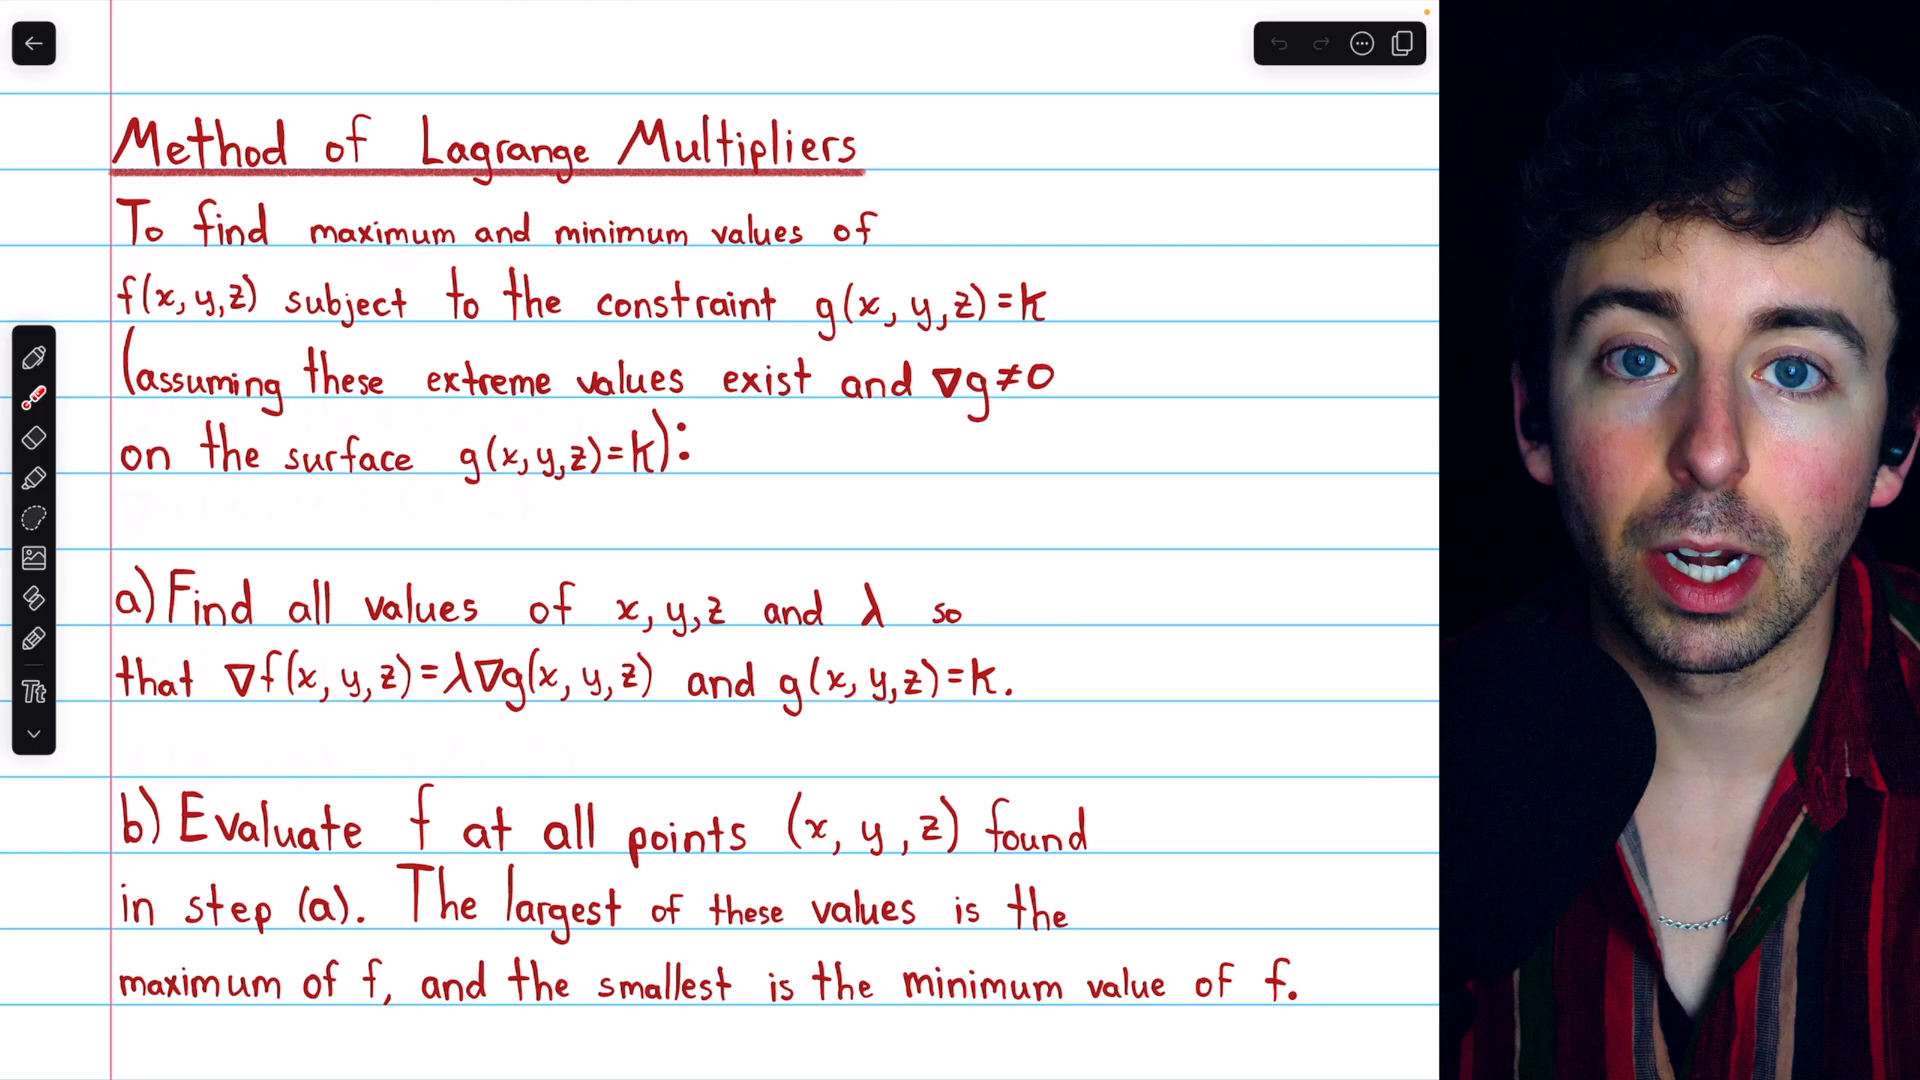 Method of Lagrange Multipliers
To find maximum and minimum values of
f(x, y, z) subject to the constraint g(x, y, z) = k
(assuming these extreme values exist and ∇g ≠ 0
on the surface g(x, y, z) = k):
a) Find all values of x, y, z and λ so
that ∇f(x, y, z) = λ∇g(x, y, z) and g(x, y, z) = k.
b) Evaluate f at all points (x, y, z) found
in step (a). The largest of these values is the
maximum of f, and the smallest is the minimum value of f.
Tt